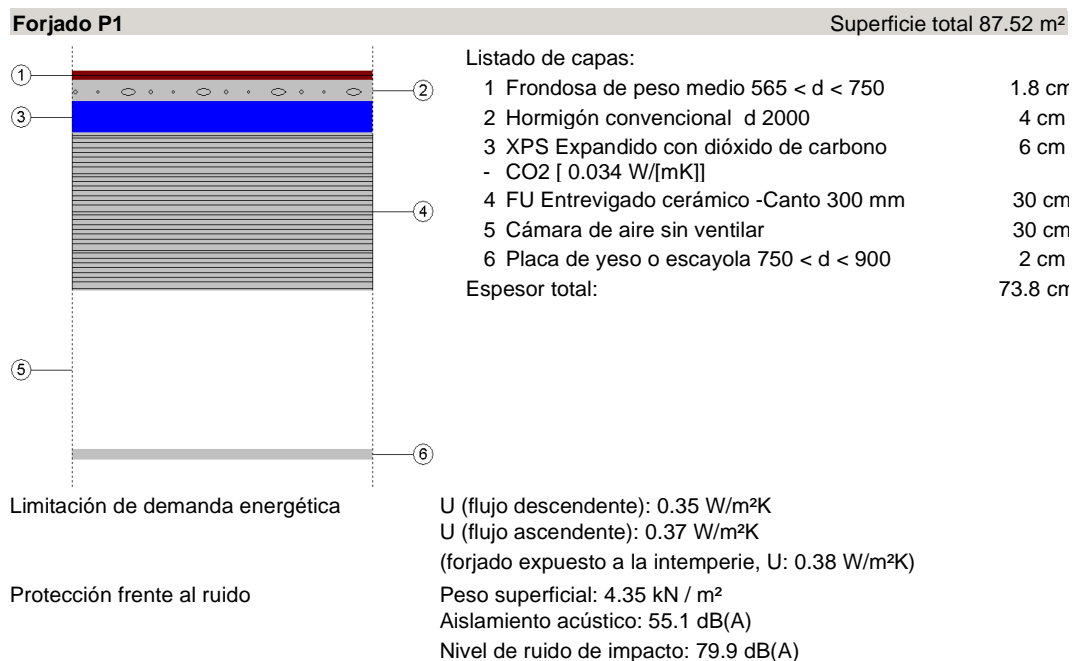 Forjado P1 Superficie total 87.52 m²
Listado de capas:
1 Frondosa de peso medio 565 < d < 750 1.8 cm
2 Hormigón convencional d 2000 4 cm
3 XPS Expandido con dióxido de carbono 6 cm
- CO2 [ 0.034 W/[mK]]
4 FU Entrevigado cerámico -Canto 300 mm 30 cm
5 Cámara de aire sin ventilar 30 cm
6 Placa de yeso o escayola 750 < d < 900 2 cm
Espesor total: 73.8 cm
1
2
3
4
5
6
Limitación de demanda energética U (flujo descendente): 0.35 W/m²K
U (flujo ascendente): 0.37 W/m²K
(forjado expuesto a la intemperie, U: 0.38 W/m²K)
Protección frente al ruido Peso superficial: 4.35 kN / m²
Aislamiento acústico: 55.1 dB(A)
Nivel de ruido de impacto: 79.9 dB(A)